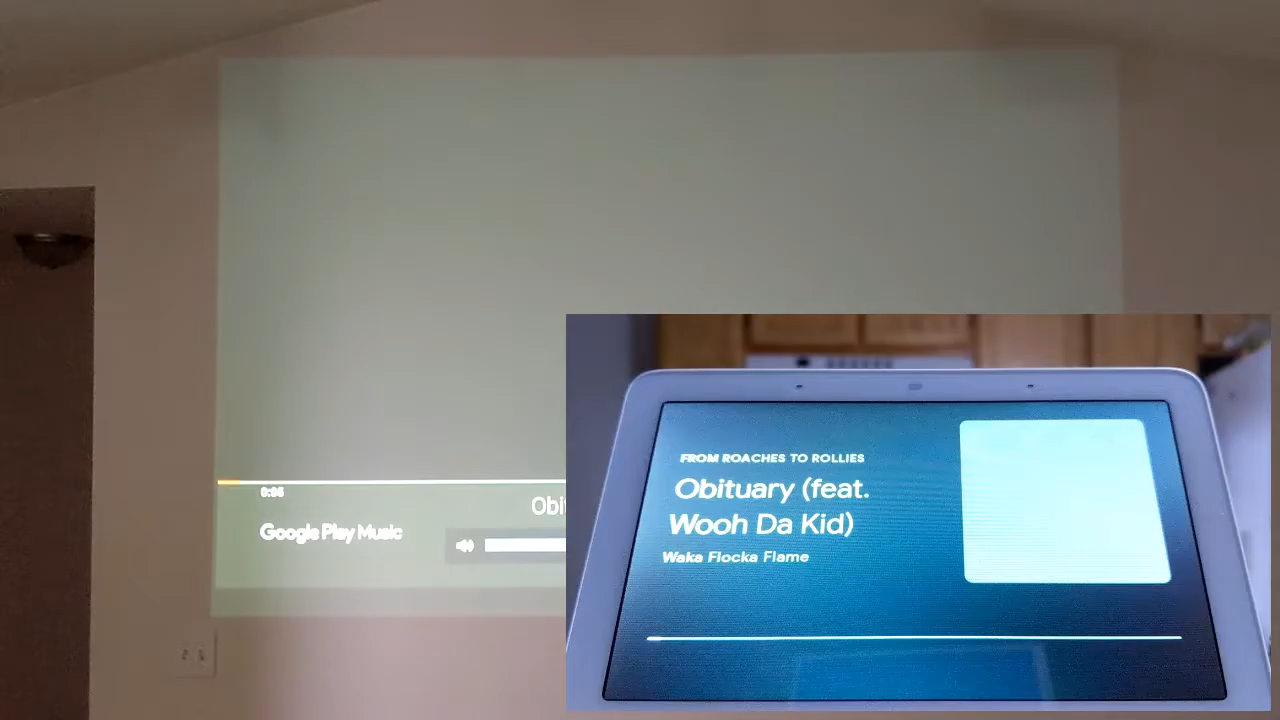 0:06
Obi
Google Play Music
FROM ROACHES TO ROLLIES
Obituary (feat.
Wooh Da Kid)
Waka Flocka Flame